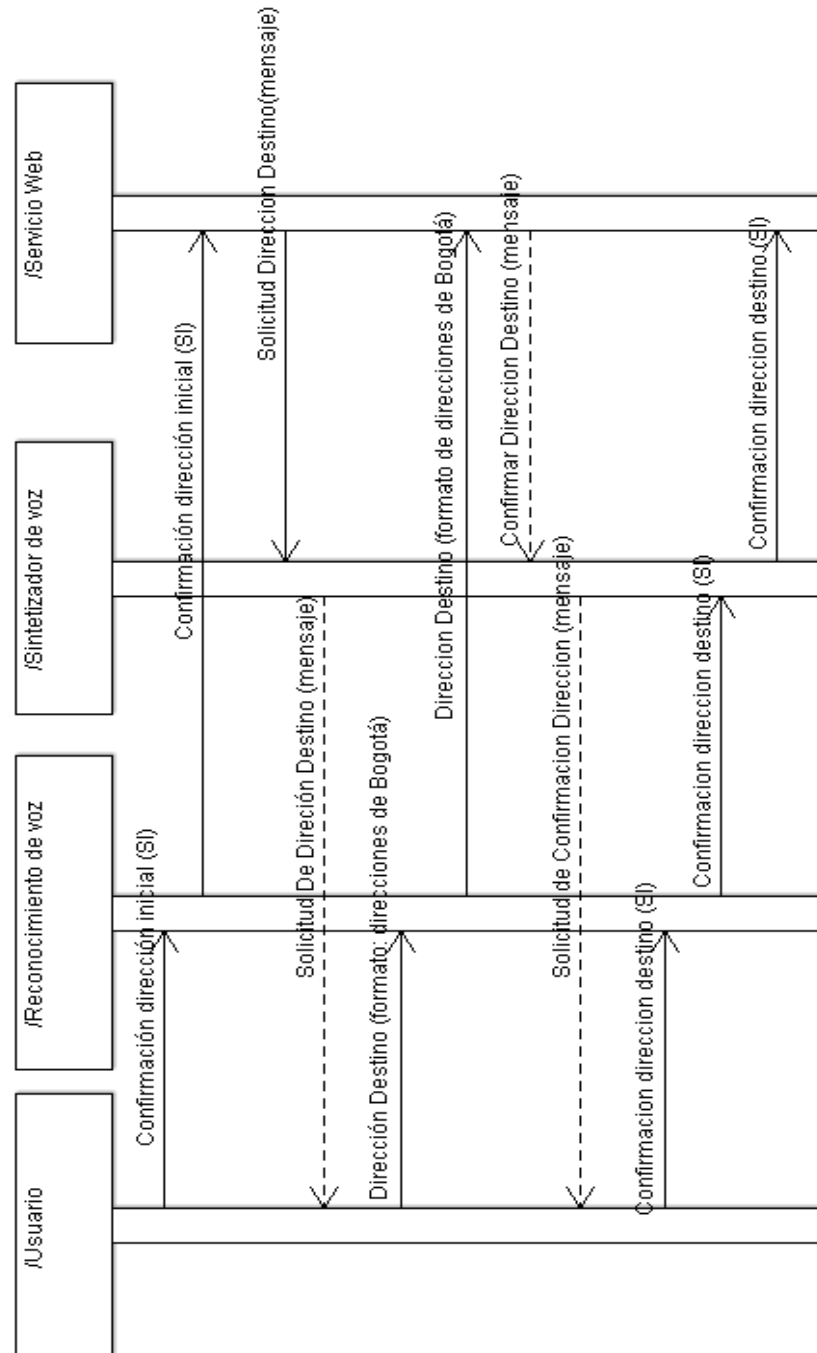 /Usuario
/Reconocimiento de voz
/Sintetizador de voz
/Servicio Web
Confirmación dirección inicial (SI)
Confirmación dirección inicial (SI)
Solicitud Direccion Destino(mensaje)
Solicitud De Direción Destino (mensaje)
Dirección Destino (formato: direcciones de Bogotá)
Direccion Destino (formato de direcciones de Bogotá)
Confirmar Direccion Destino (mensaje)
Solicitud de Confirmacion Direccion (mensaje)
Confirmacion direccion destino (SI)
Confirmacion direccion destino (SI)
Confirmacion direccion destino.(SI)